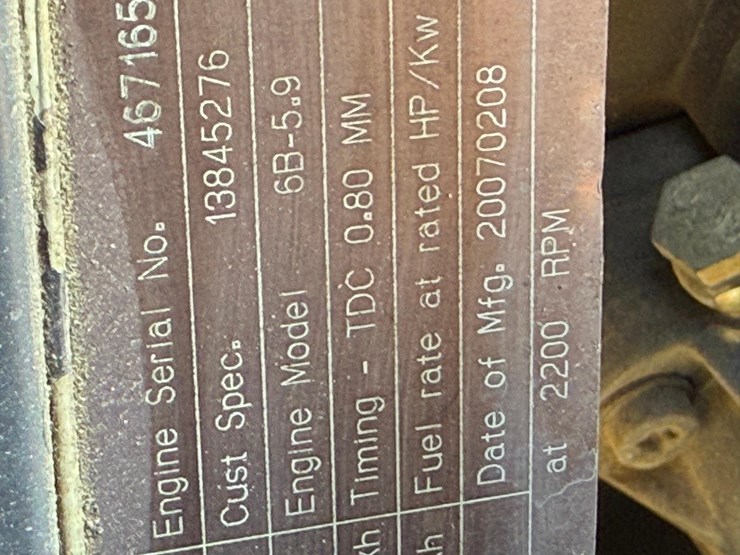 Engine Serial No. 467165
Cust Spec. 13845276
Engine Model 6B-5.9
Timing - TDC 0.80 MM
Fuel rate at rated HP/Kw
Date of Mfg. 20070208
at 2200 RPM